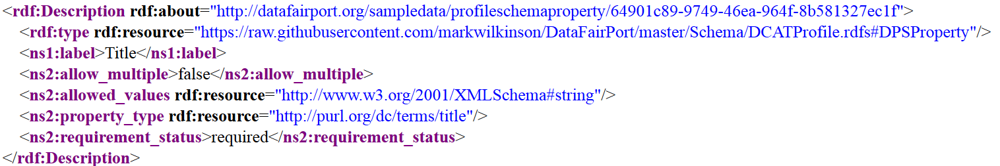 <rdf:Description rdf:about="http://datafairport.org/sampledata/profileschemaproperty/64901c89-9749-46ea-964f-8b581327ec1f">
<rdf:type rdf:resource="https://raw.githubusercontent.com/markwilkinson/DataFairPort/master/Schema/DCATProfile.rdfs#DPSProperty"/>
<ns1:label>Title</ns1:label>
<ns2:allow_multiple>false</ns2:allow_multiple>
<ns2:allowed_values rdf:resource="http://www.w3.org/2001/XMLSchema#string"/>
<ns2:property_type rdf:resource="http://purl.org/dc/terms/title"/>
<ns2:requirement_status>required</ns2:requirement_status>
</rdf:Description>